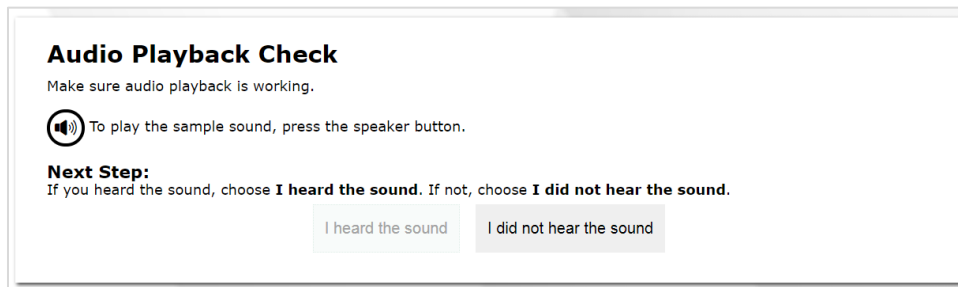 Audio Playback Check
Make sure audio playback is working.
To play the sample sound, press the speaker button.
Next Step:
If you heard the sound, choose I heard the sound. If not, choose I did not hear the sound.
I heard the sound I did not hear the sound